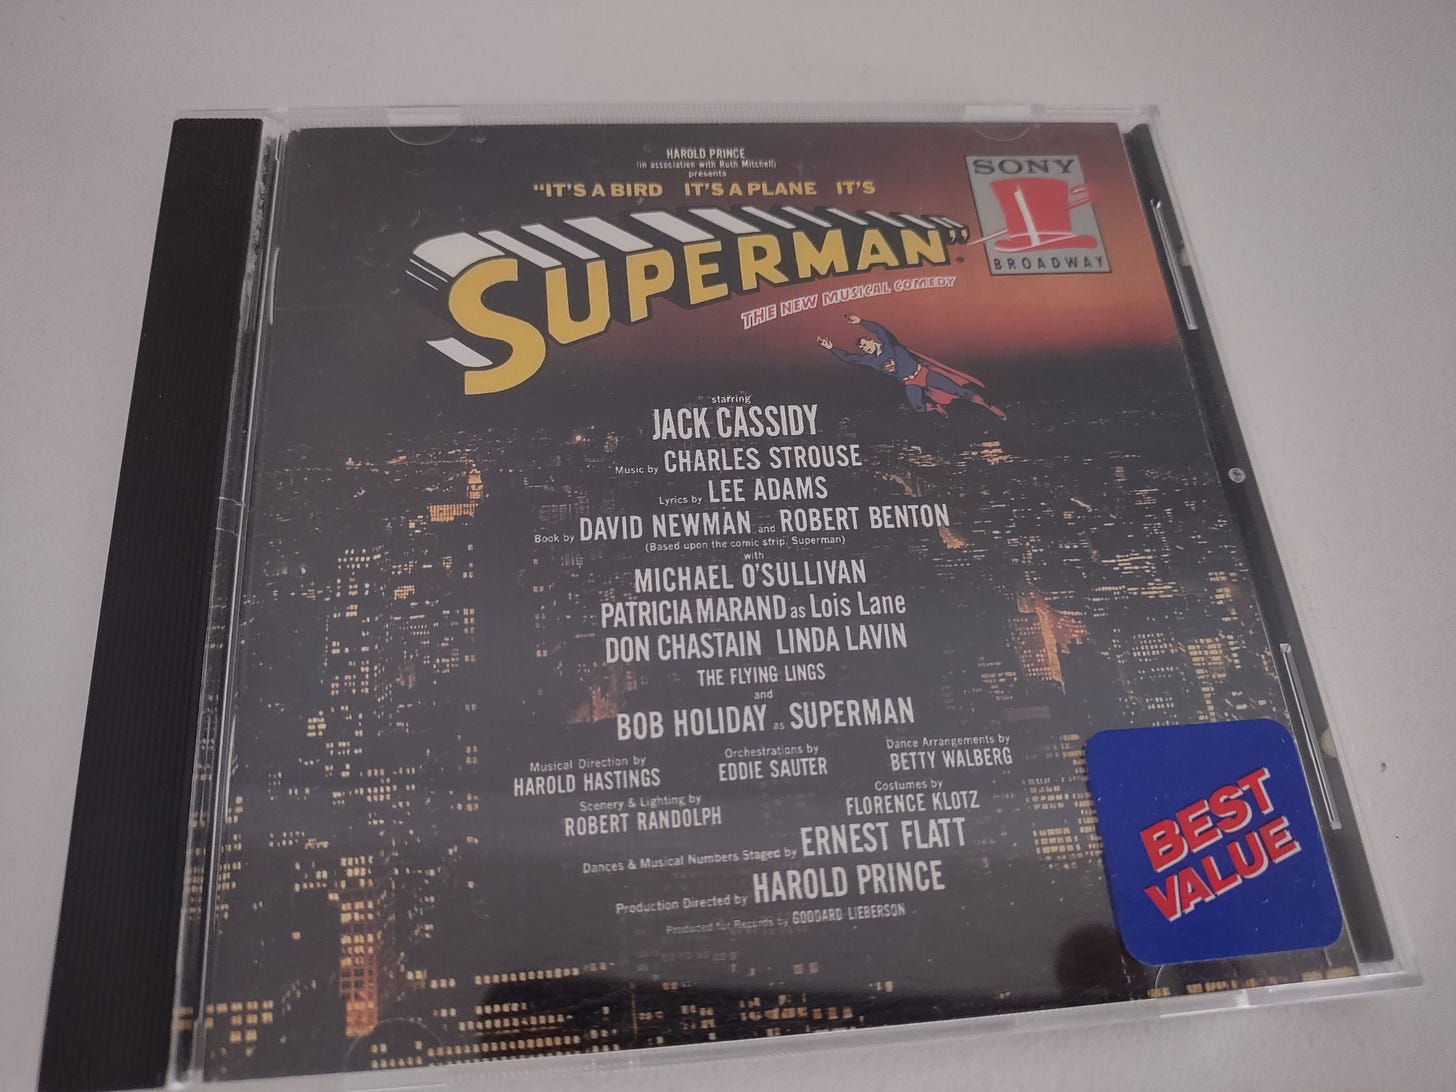 HAROLD PRINCE
(in association with Ruth Mitchell)
presents
"IT'S A BIRD IT'S A PLANE IT'S
SUPERMAN"
THE NEW MUSICAL COMEDY
SONY
BROADWAY
starring
JACK CASSIDY
Music by CHARLES STROUSE
Lyrics by LEE ADAMS
Book by DAVID NEWMAN and ROBERT BENTON
(Based upon the comic strip, Superman)
with
MICHAEL O'SULLIVAN
PATRICIA MARAND as Lois Lane
DON CHASTAIN LINDA LAVIN
THE FLYING LINGS
and
BOB HOLIDAY as SUPERMAN
Musical Direction by
HAROLD HASTINGS
Orchestrations by
EDDIE SAUTER
Dance Arrangements by
BETTY WALBERG
Scenery & Lighting by
ROBERT RANDOLPH
Costumes by
FLORENCE KLOTZ
Dances & Musical Numbers Staged by ERNEST FLATT
Production Directed by HAROLD PRINCE
Produced for Records by GODDARD LIEBERSON
BEST
VALUE